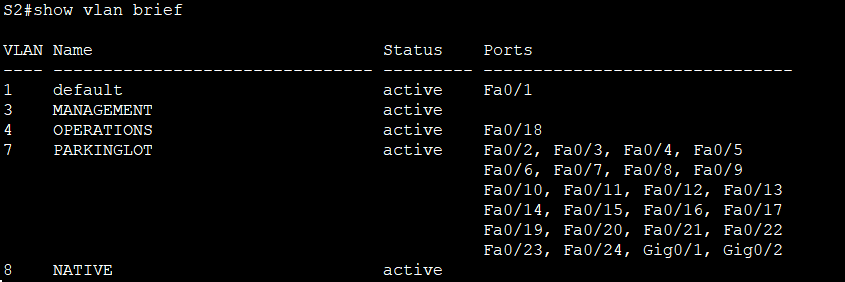 S2#show vlan brief
VLAN Name Status Ports
---- -------------------------------- --------- -------------------------------
1 default active Fa0/1
3 MANAGEMENT active
4 OPERATIONS active Fa0/18
7 PARKINGLOT active Fa0/2, Fa0/3, Fa0/4, Fa0/5
Fa0/6, Fa0/7, Fa0/8, Fa0/9
Fa0/10, Fa0/11, Fa0/12, Fa0/13
Fa0/14, Fa0/15, Fa0/16, Fa0/17
Fa0/19, Fa0/20, Fa0/21, Fa0/22
Fa0/23, Fa0/24, Gig0/1, Gig0/2
8 NATIVE active